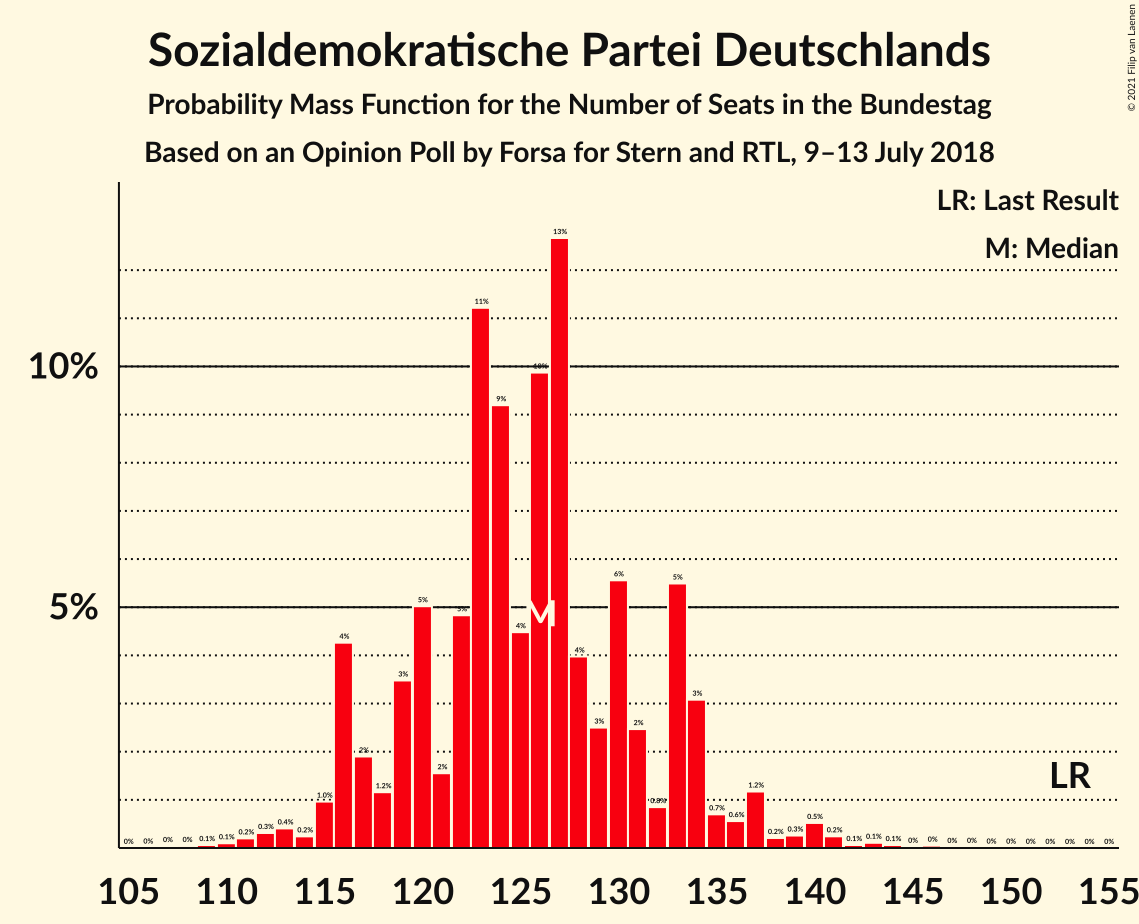 Sozialdemokratische Partei Deutschlands
Probability Mass Function for the Number of Seats in the Bundestag
Based on an Opinion Poll by Forsa for Stern and RTL, 9–13 July 2018
© 2021 Filip van Laenen
LR: Last Result
M: Median
10%
5%
0% 0% 0% 0% 0.1% 0.1% 0.2% 0.3% 0.4% 0.2% 1.0% 4% 2% 1.2% 3% 5% 2% 5% 11% 9% 4% 10% 13% 4% 3% 6% 2% 0.8% 5% 3% 0.7% 0.6% 1.2% 0.2% 0.3% 0.5% 0.2% 0.1% 0.1% 0.1% 0% 0% 0% 0% 0% 0% 0% 0% 0% 0% 0%
M
LR
105 110 115 120 125 130 135 140 145 150 155